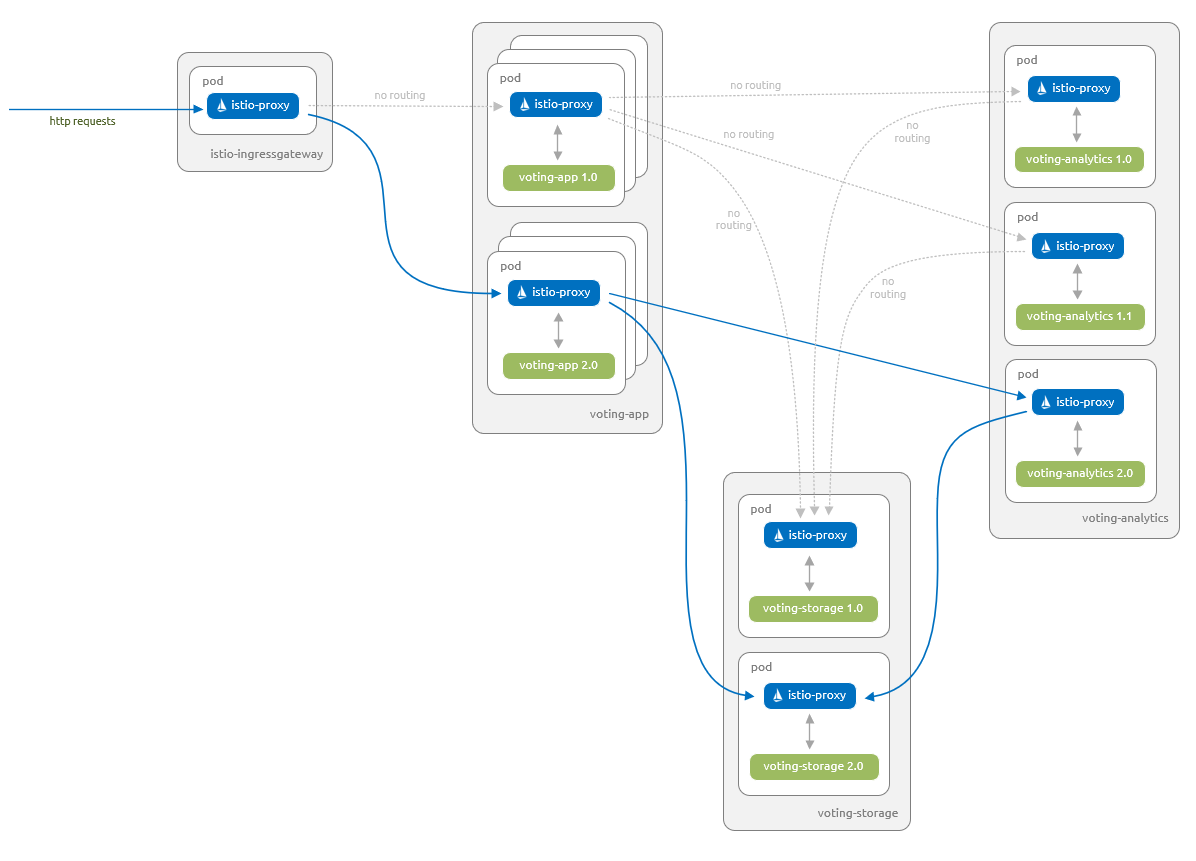 http requests
pod
istio-proxy
istio-ingressgateway
no routing
pod
istio-proxy
voting-app 1.0
pod
istio-proxy
voting-app 2.0
voting-app
no routing
no routing
no
routing
no
routing
no
routing
pod
istio-proxy
voting-analytics 1.0
pod
istio-proxy
voting-analytics 1.1
pod
istio-proxy
voting-analytics 2.0
voting-analytics
pod
istio-proxy
voting-storage 1.0
pod
istio-proxy
voting-storage 2.0
voting-storage